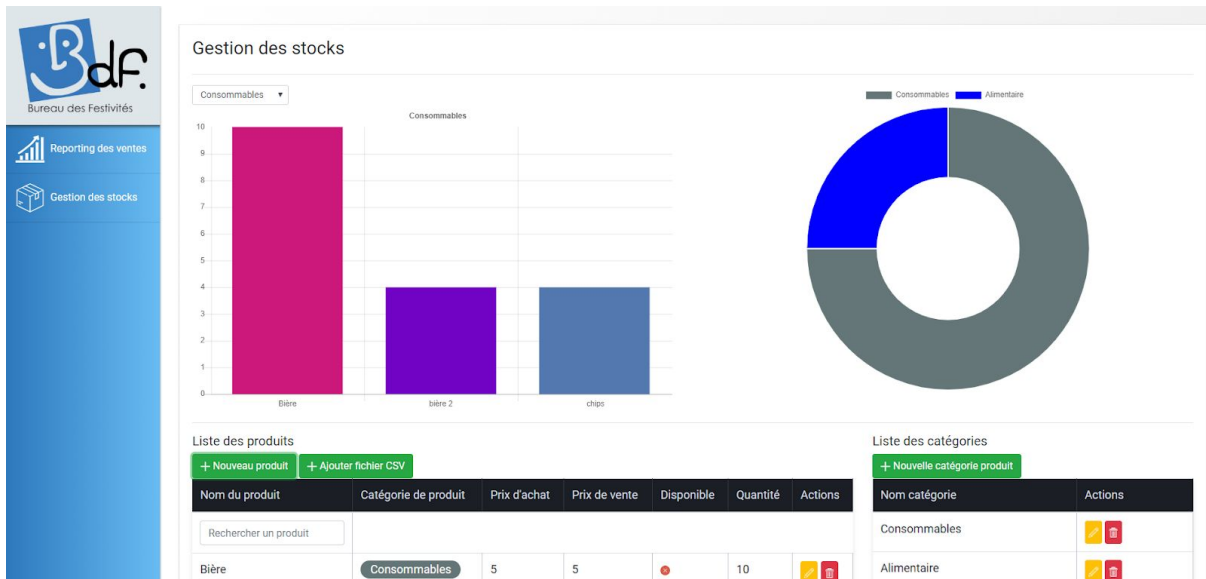 Bdf.
Bureau des Festivités
Reporting des ventes
Gestion des stocks
Gestion des stocks
Consommables
Consommables
10
9
8
7
6
5
4
3
2
1
0
Bière bière 2 chips
Consommables Alimentaire
Liste des produits
+ Nouveau produit + Ajouter fichier CSV
Nom du produit Catégorie de produit Prix d'achat Prix de vente Disponible Quantité Actions
Rechercher un produit
Bière Consommables 5 5 10
Liste des catégories
+ Nouvelle catégorie produit
Nom catégorie Actions
Consommables
Alimentaire